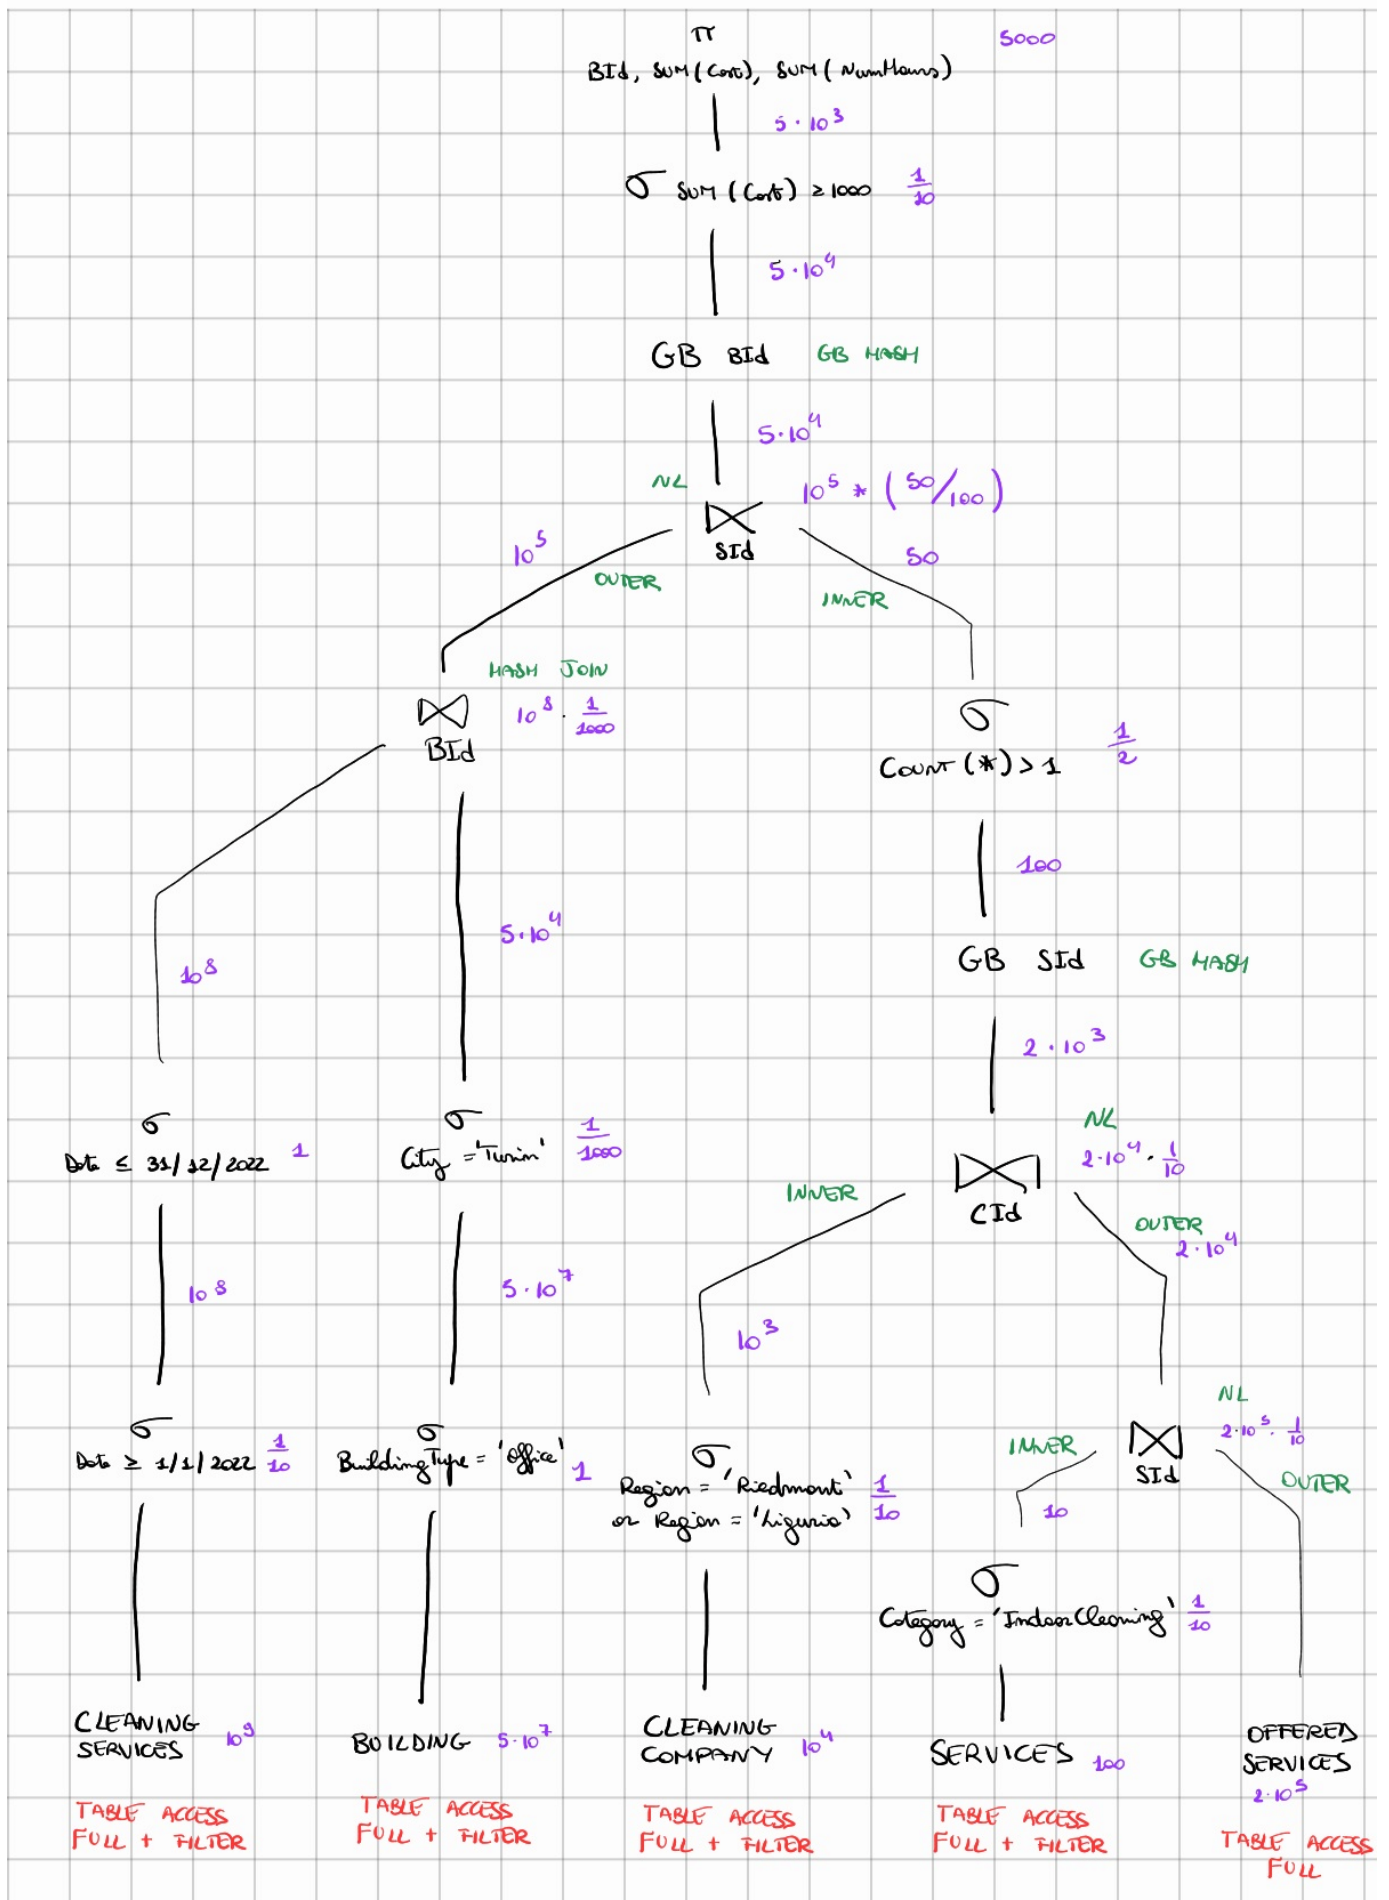 π 5000
BId, SUM(Cost), SUM(NumHours)
5 · 10³
σ SUM(Cost) ≥ 1000 1/10
5 · 10⁴
GB BId GB HASH
5 · 10⁴
NL 10⁵ * (50/100)
⋈
SId
10⁵ 50
OUTER INNER
HASH JOIN
⋈ 10⁸ · 1/1000
BId
σ
COUNT(*) > 1 1/2
100
5 · 10⁴
GB SId GB HASH
10⁸
2 · 10³
NL
σ σ
Date ≤ 31/12/2022 1 City = 'Turin' 1/1000 ⋈ 2 · 10⁴ · 1/10
INNER CId OUTER
2 · 10⁴
10⁸ 5 · 10⁷ 10³
NL
σ σ σ INNER ⋈ 2 · 10⁵ · 1/10
Date ≥ 1/1/2022 1/10 BuildingType = 'Office' 1 SId OUTER
Region = 'Piedmont' 1/10
or Region = 'Liguria' 10
σ
Category = 'IndoorCleaning' 1/10
CLEANING
SERVICES 10⁹
BUILDING 5 · 10⁷
CLEANING
COMPANY 10⁴
SERVICES 100
OFFERED
SERVICES
2 · 10⁵
TABLE ACCESS
FULL + FILTER
TABLE ACCESS
FULL + FILTER
TABLE ACCESS
FULL + FILTER
TABLE ACCESS
FULL + FILTER
TABLE ACCESS
FULL